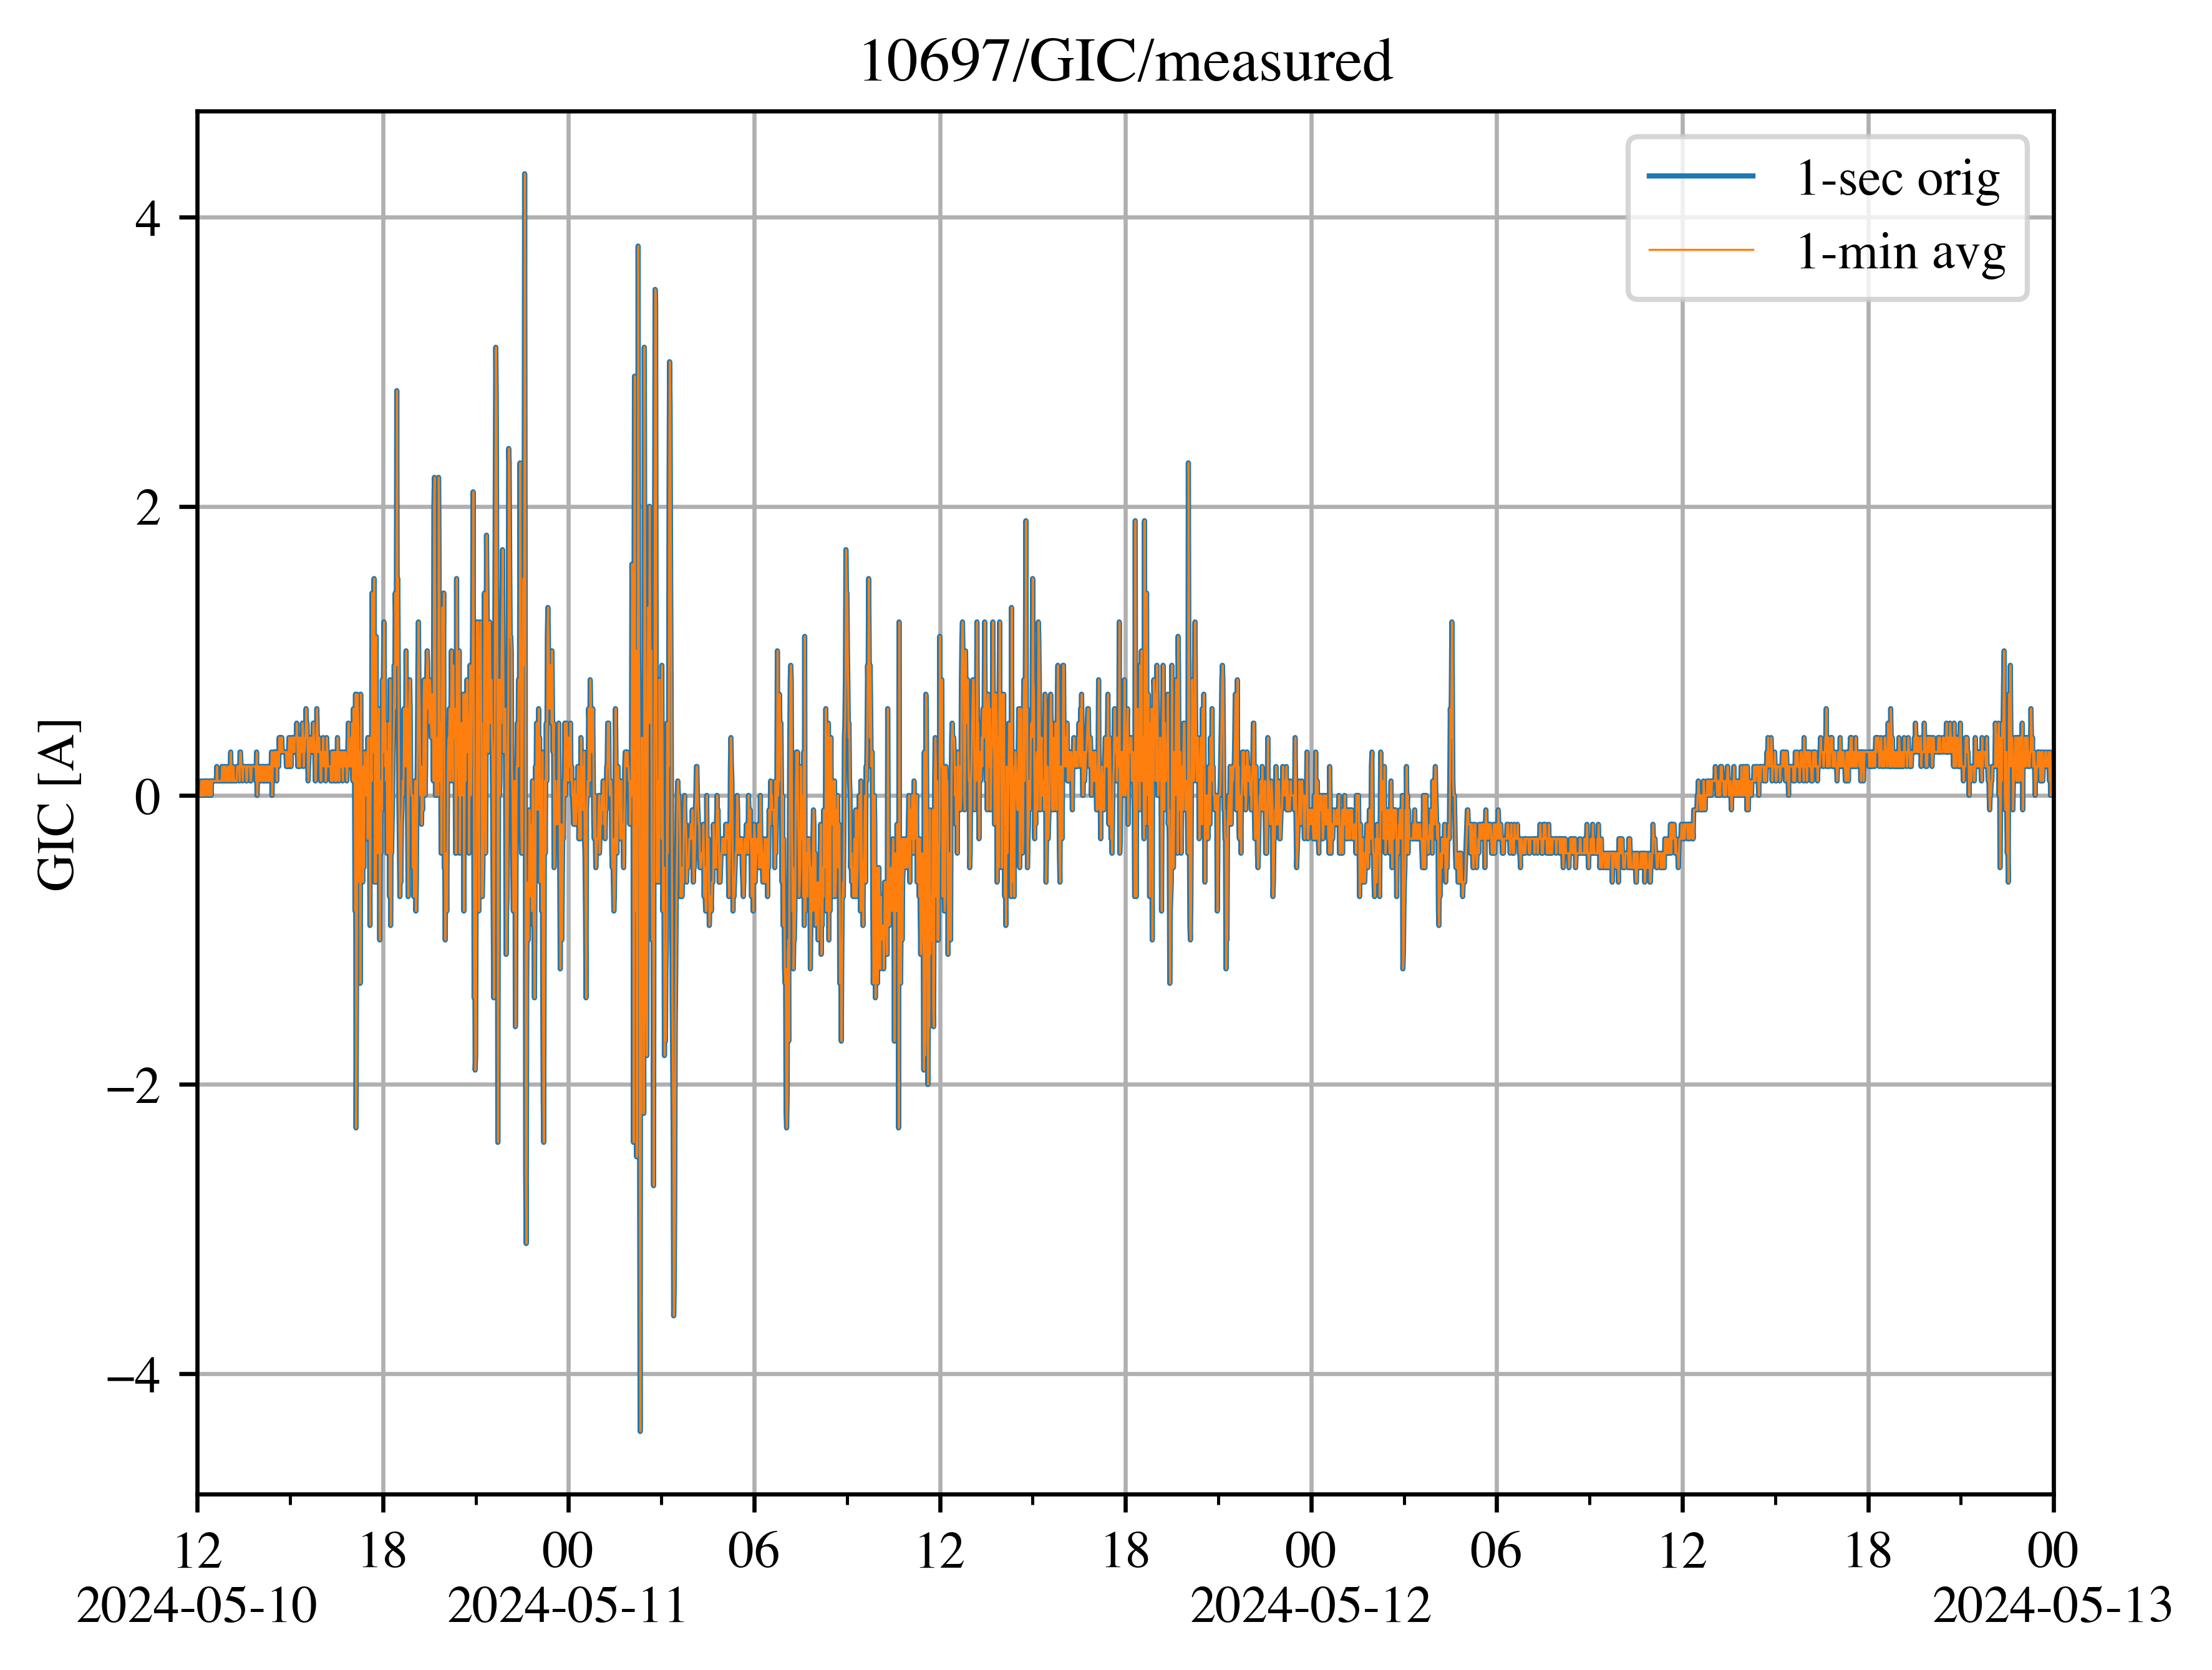 10697/GIC/measured
1-sec orig
1-min avg
GIC [A]
4
2
0
−2
−4
12 18 00 06 12 18 00 06 12 18 00
2024-05-10 2024-05-11 2024-05-12 2024-05-13